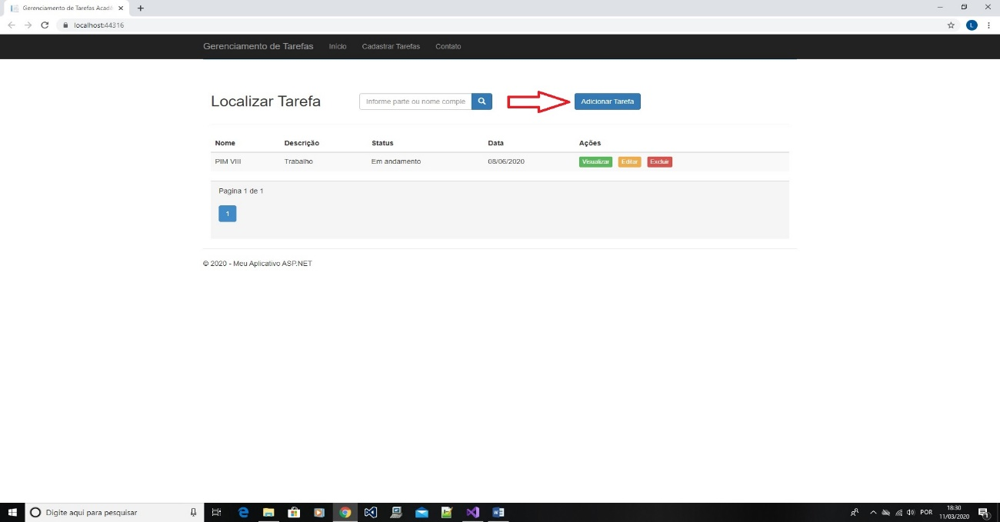 Gerenciamento de Tarefas Acadê
localhost:44316
L
Gerenciamento de Tarefas Início Cadastrar Tarefas Contato
Localizar Tarefa Informe parte ou nome comple Adicionar Tarefa
Nome Descrição Status Data Ações
PIM VIII Trabalho Em andamento 08/06/2020 Visualizar Editar Excluir
Pagina 1 de 1
1
© 2020 - Meu Aplicativo ASP.NET
Digite aqui para pesquisar
POR
18:30
11/03/2020
1